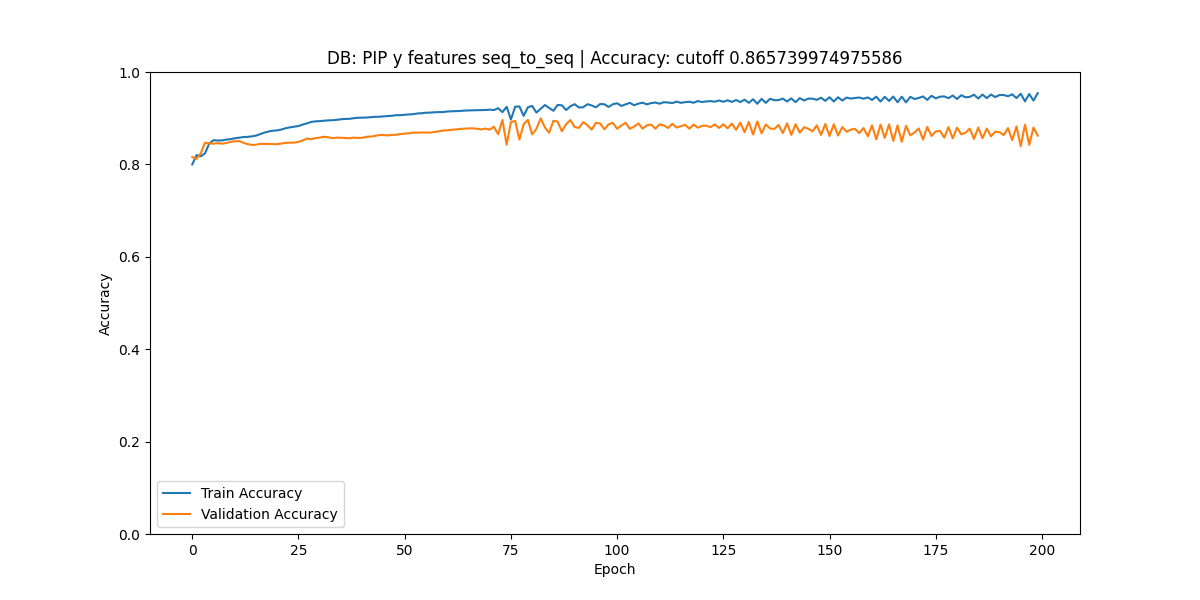 DB: PIP y features seq_to_seq | Accuracy: cutoff 0.865739974975586
1.0
0.8
0.6
0.4
0.2
0.0
Accuracy
Train Accuracy
Validation Accuracy
0 25 50 75 100 125 150 175 200
Epoch